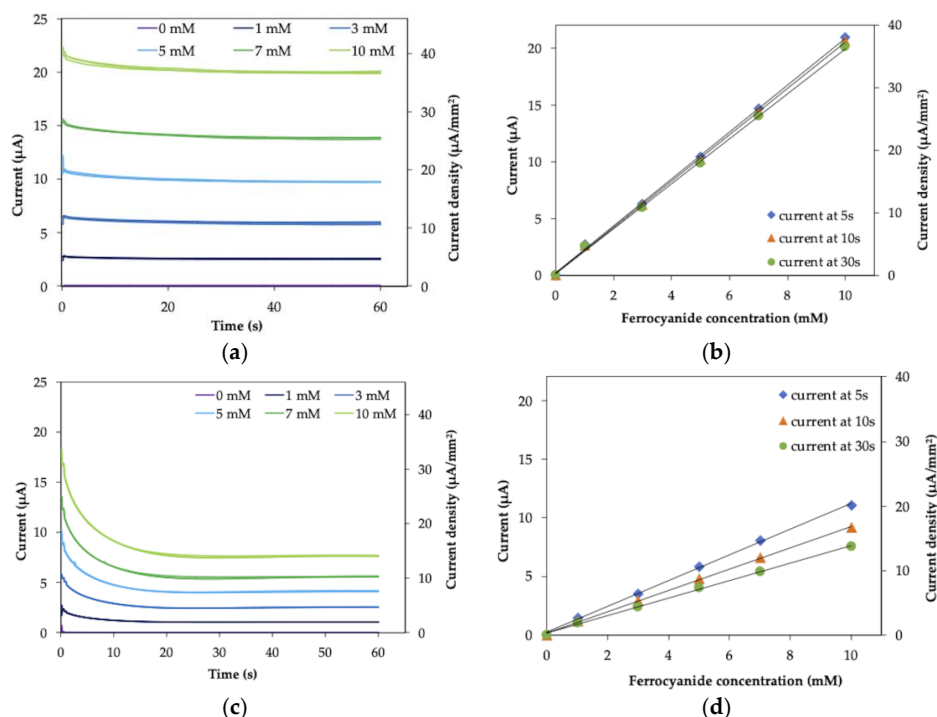 0 mM 1 mM 3 mM
5 mM 7 mM 10 mM
Current (µA)
25
20
15
10
5
0
Current density (µA/mm²)
40
30
20
10
0
0 20 40 60
Time (s)
(a)
Current (µA)
20
15
10
5
0
Current density (µA/mm²)
40
30
20
10
0
current at 5s
current at 10s
current at 30s
0 2 4 6 8 10
Ferrocyanide concentration (mM)
(b)
0 mM 1 mM 3 mM
5 mM 7 mM 10 mM
Current (µA)
25
20
15
10
5
0
Current density (µA/mm²)
40
30
20
10
0
0 10 20 30 40 50 60
Time (s)
(c)
Current (µA)
20
15
10
5
0
Current density (µA/mm²)
40
30
20
10
0
current at 5s
current at 10s
current at 30s
0 2 4 6 8 10
Ferrocyanide concentration (mM)
(d)